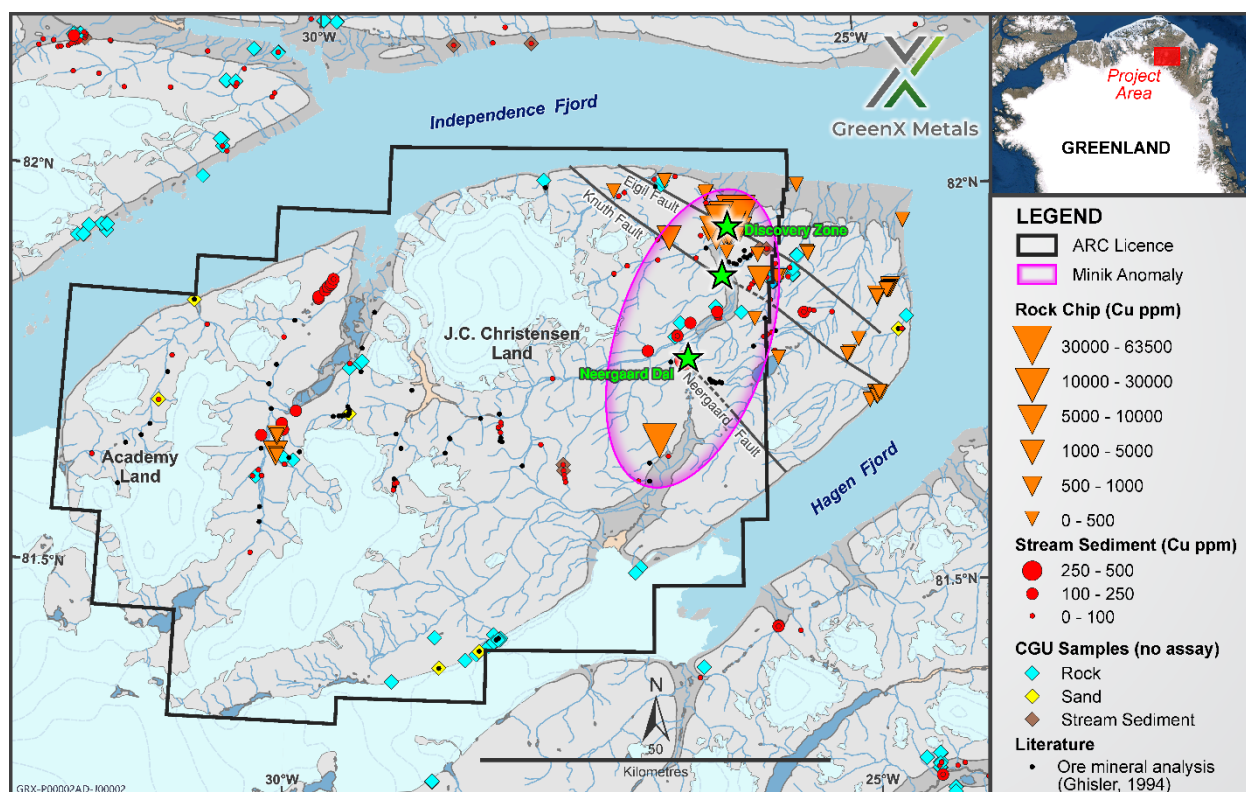 30°W
25°W
GreenX Metals
Independence Fjord
82°N
82°N
Eigil Fault
Knuth Fault
Discovery Zone
J.C. Christensen
Land
Neergaard Dal
Neergaard Fault
Academy
Land
Hagen Fjord
81.5°N
81.5°N
N
50
Kilometres
30°W
25°W
GRX-P00002AD-J00002
Project
Area
GREENLAND
LEGEND
ARC Licence
Minik Anomaly
Rock Chip (Cu ppm)
30000 - 63500
10000 - 30000
5000 - 10000
1000 - 5000
500 - 1000
0 - 500
Stream Sediment (Cu ppm)
250 - 500
100 - 250
0 - 100
CGU Samples (no assay)
Rock
Sand
Stream Sediment
Literature
Ore mineral analysis
(Ghisler, 1994)